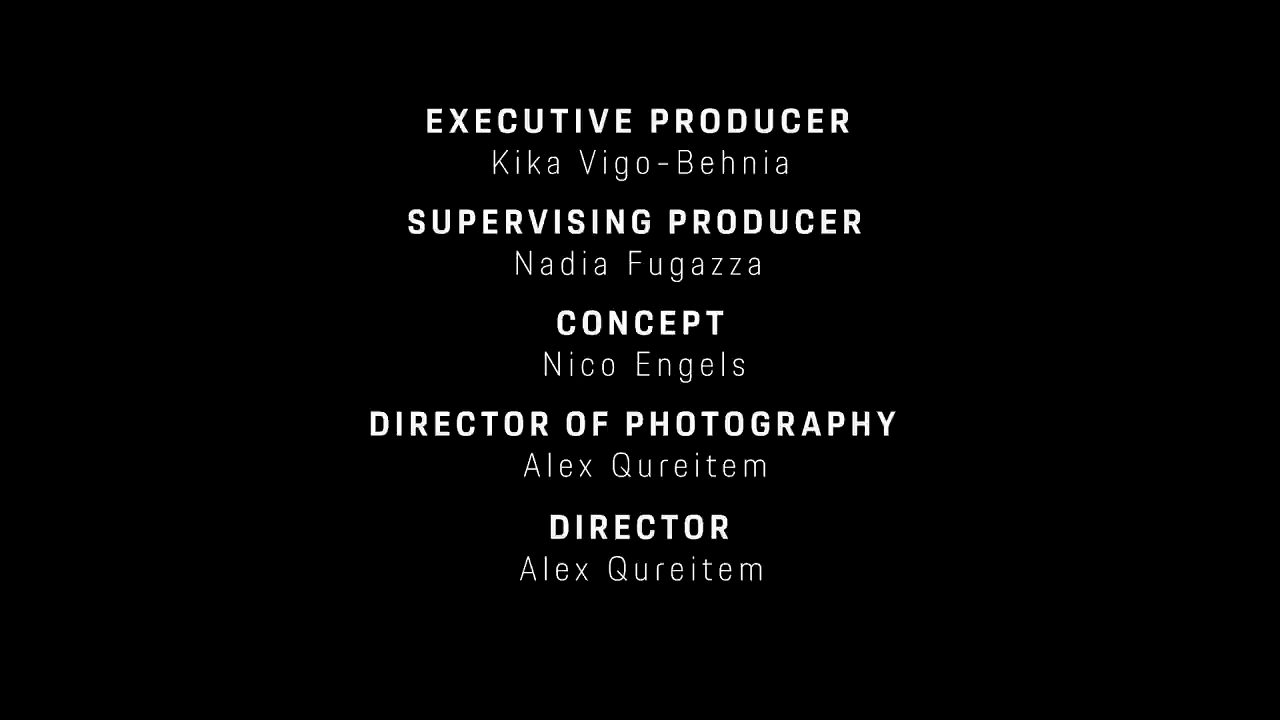 EXECUTIVE PRODUCER
Kika Vigo-Behnia
SUPERVISING PRODUCER
Nadia Fugazza
CONCEPT
Nico Engels
DIRECTOR OF PHOTOGRAPHY
Alex Qureitem
DIRECTOR
Alex Qureitem